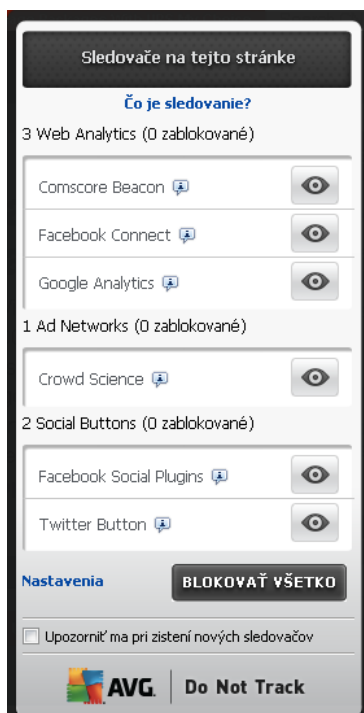 Sledovače na tejto stránke
Čo je sledovanie?
3 Web Analytics (0 zablokované)
Comscore Beacon
Facebook Connect
Google Analytics
1 Ad Networks (0 zablokované)
Crowd Science
2 Social Buttons (0 zablokované)
Facebook Social Plugins
Twitter Button
Nastavenia BLOKOVAŤ VŠETKO
Upozorniť ma pri zistení nových sledovačov
AVG. Do Not Track